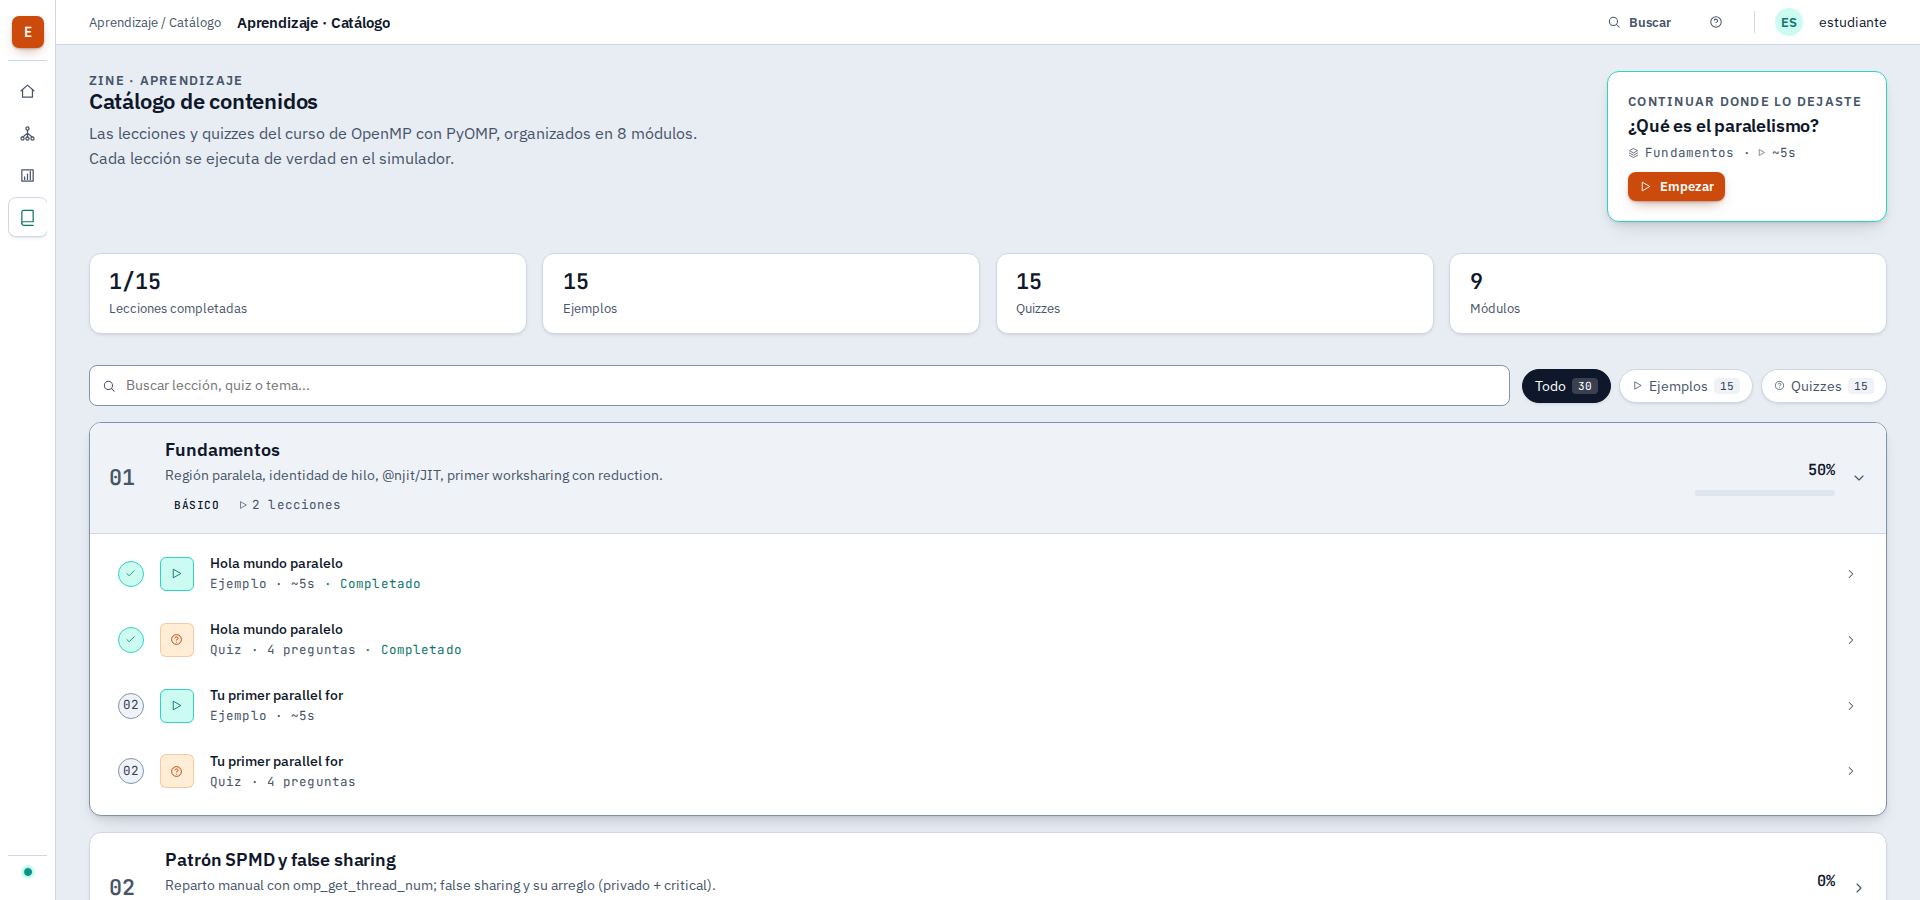 E
Aprendizaje / Catálogo
Aprendizaje · Catálogo
Buscar
ES
estudiante
ZINE · APRENDIZAJE
Catálogo de contenidos
Las lecciones y quizzes del curso de OpenMP con PyOMP, organizados en 8 módulos.
Cada lección se ejecuta de verdad en el simulador.
CONTINUAR DONDE LO DEJASTE
¿Qué es el paralelismo?
Fundamentos · ~5s
Empezar
1/15
Lecciones completadas
15
Ejemplos
15
Quizzes
9
Módulos
Buscar lección, quiz o tema...
Todo 30
Ejemplos 15
Quizzes 15
01
Fundamentos
Región paralela, identidad de hilo, @njit/JIT, primer worksharing con reduction.
BÁSICO
2 lecciones
50%
Hola mundo paralelo
Ejemplo · ~5s · Completado
Hola mundo paralelo
Quiz · 4 preguntas · Completado
02
Tu primer parallel for
Ejemplo · ~5s
02
Tu primer parallel for
Quiz · 4 preguntas
02
Patrón SPMD y false sharing
Reparto manual con omp_get_thread_num; false sharing y su arreglo (privado + critical).
0%